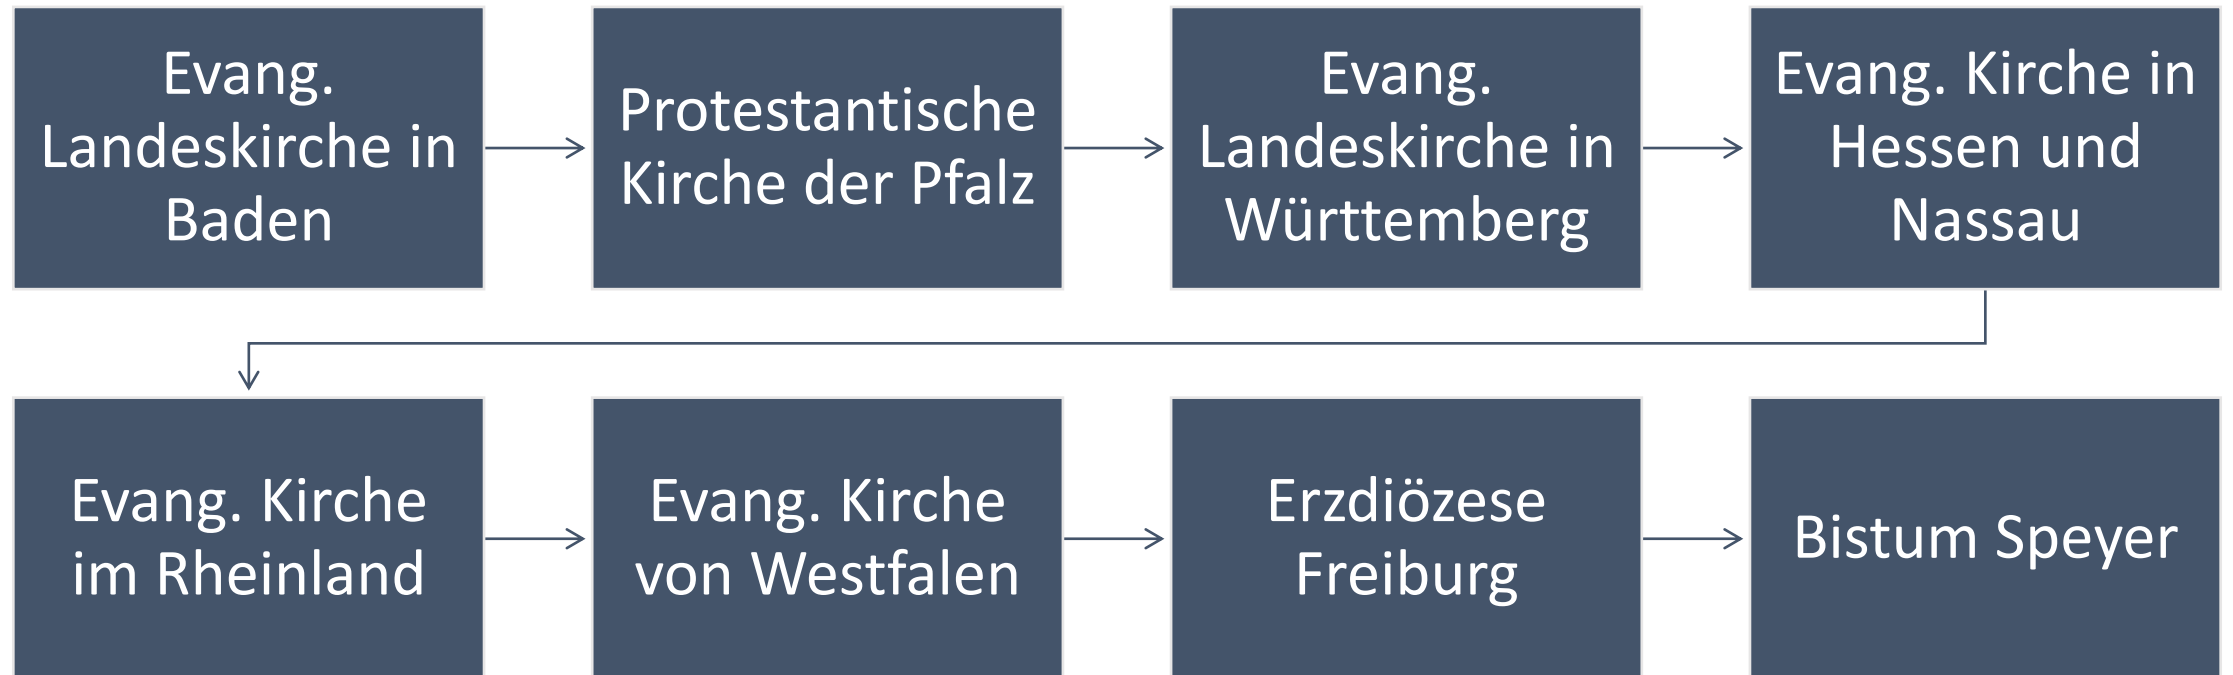 Evang.
Landeskirche in
Baden
Protestantische
Kirche der Pfalz
Evang.
Landeskirche in
Württemberg
Evang. Kirche in
Hessen und
Nassau
Evang. Kirche
im Rheinland
Evang. Kirche
von Westfalen
Erzdiözese
Freiburg
Bistum Speyer